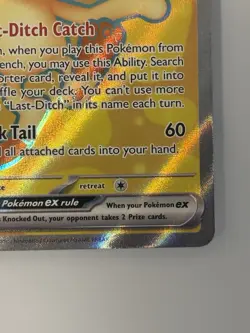 t-Ditch Catch
n, when you play this Pokémon from
ench, you may use this Ability. Search
orter card, reveal it, and put it into
ffle your deck. You can't use more
"Last-Ditch" in its name each turn.
k Tail 60
d all attached cards into your hand.
retreat
Pokémon ex rule When your Pokémon ex
Knocked Out, your opponent takes 2 Prize cards.